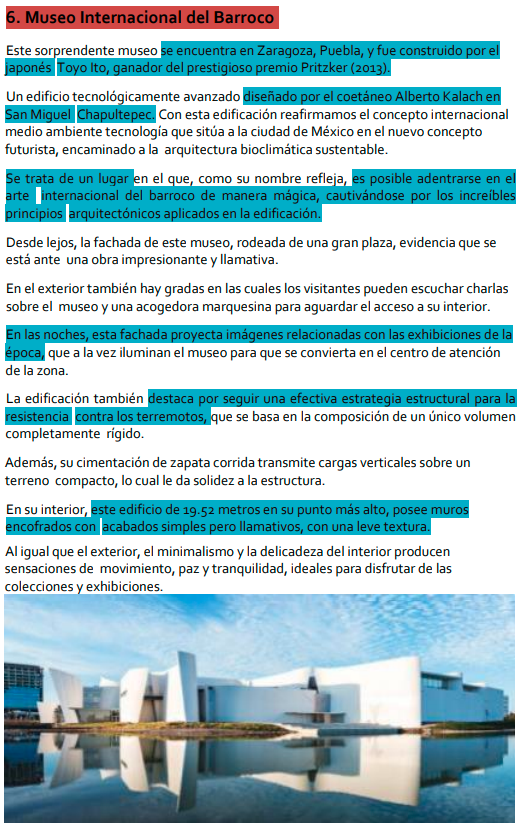 6. Museo Internacional del Barroco
Este sorprendente museo se encuentra en Zaragoza, Puebla, y fue construido por el
japonés Toyo Ito, ganador del prestigioso premio Pritzker (2013).
Un edificio tecnológicamente avanzado diseñado por el coetáneo Alberto Kalach en
San Miguel Chapultepec. Con esta edificación reafirmamos el concepto internacional
medio ambiente tecnología que sitúa a la ciudad de México en el nuevo concepto
futurista, encaminado a la arquitectura bioclimática sustentable.
Se trata de un lugar en el que, como su nombre refleja, es posible adentrarse en el
arte internacional del barroco de manera mágica, cautivándose por los increíbles
principios arquitectónicos aplicados en la edificación.
Desde lejos, la fachada de este museo, rodeada de una gran plaza, evidencia que se
está ante una obra impresionante y llamativa.
En el exterior también hay gradas en las cuales los visitantes pueden escuchar charlas
sobre el museo y una acogedora marquesina para aguardar el acceso a su interior.
En las noches, esta fachada proyecta imágenes relacionadas con las exhibiciones de la
época, que a la vez iluminan el museo para que se convierta en el centro de atención
de la zona.
La edificación también destaca por seguir una efectiva estrategia estructural para la
resistencia contra los terremotos, que se basa en la composición de un único volumen
completamente rígido.
Además, su cimentación de zapata corrida transmite cargas verticales sobre un
terreno compacto, lo cual le da solidez a la estructura.
En su interior, este edificio de 19.52 metros en su punto más alto, posee muros
encofrados con acabados simples pero llamativos, con una leve textura.
Al igual que el exterior, el minimalismo y la delicadeza del interior producen
sensaciones de movimiento, paz y tranquilidad, ideales para disfrutar de las
colecciones y exhibiciones.